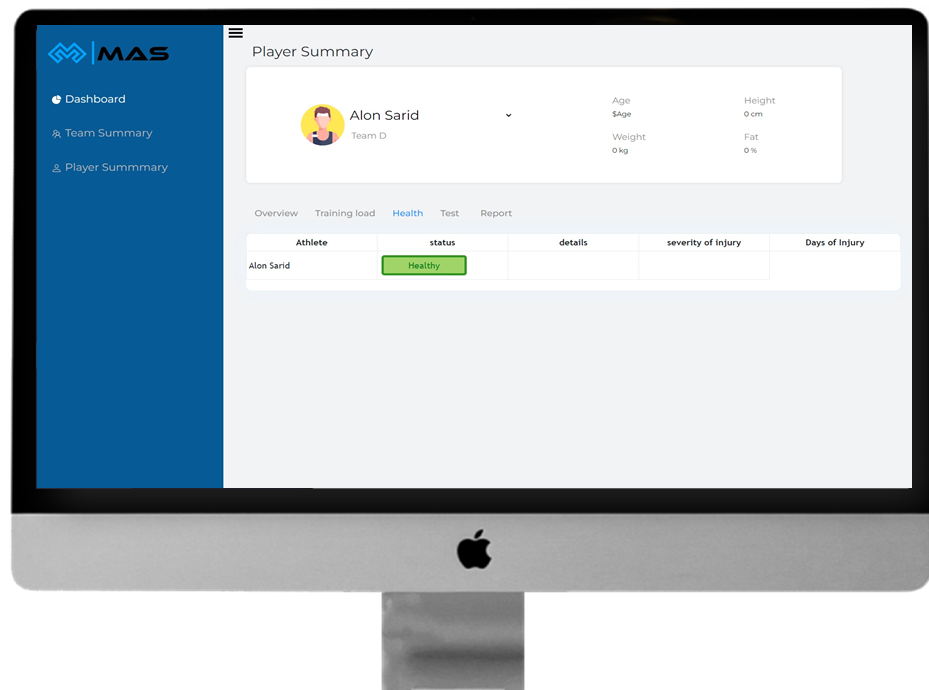 MAS
Player Summary
Dashboard
Team Summary
Player Summmary
Alon Sarid
Team D
Age
$Age
Height
0 cm
Weight
0 kg
Fat
0 %
Overview Training load Health Test Report
Athlete status details severity of injury Days of Injury
Alon Sarid Healthy